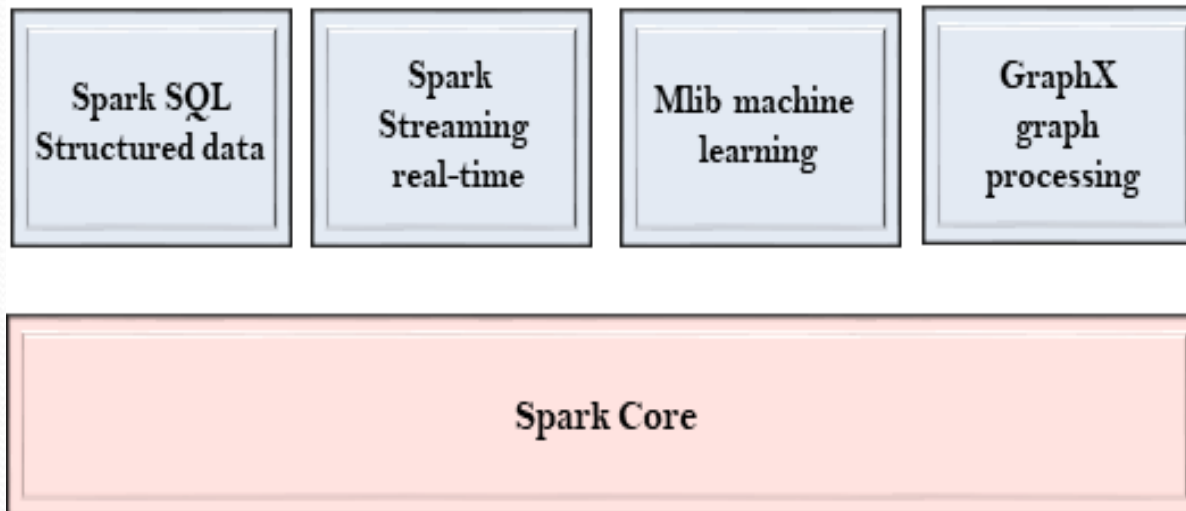 Spark SQL
Structured data
Spark
Streaming
real-time
Mlib machine
learning
GraphX
graph
processing
Spark Core